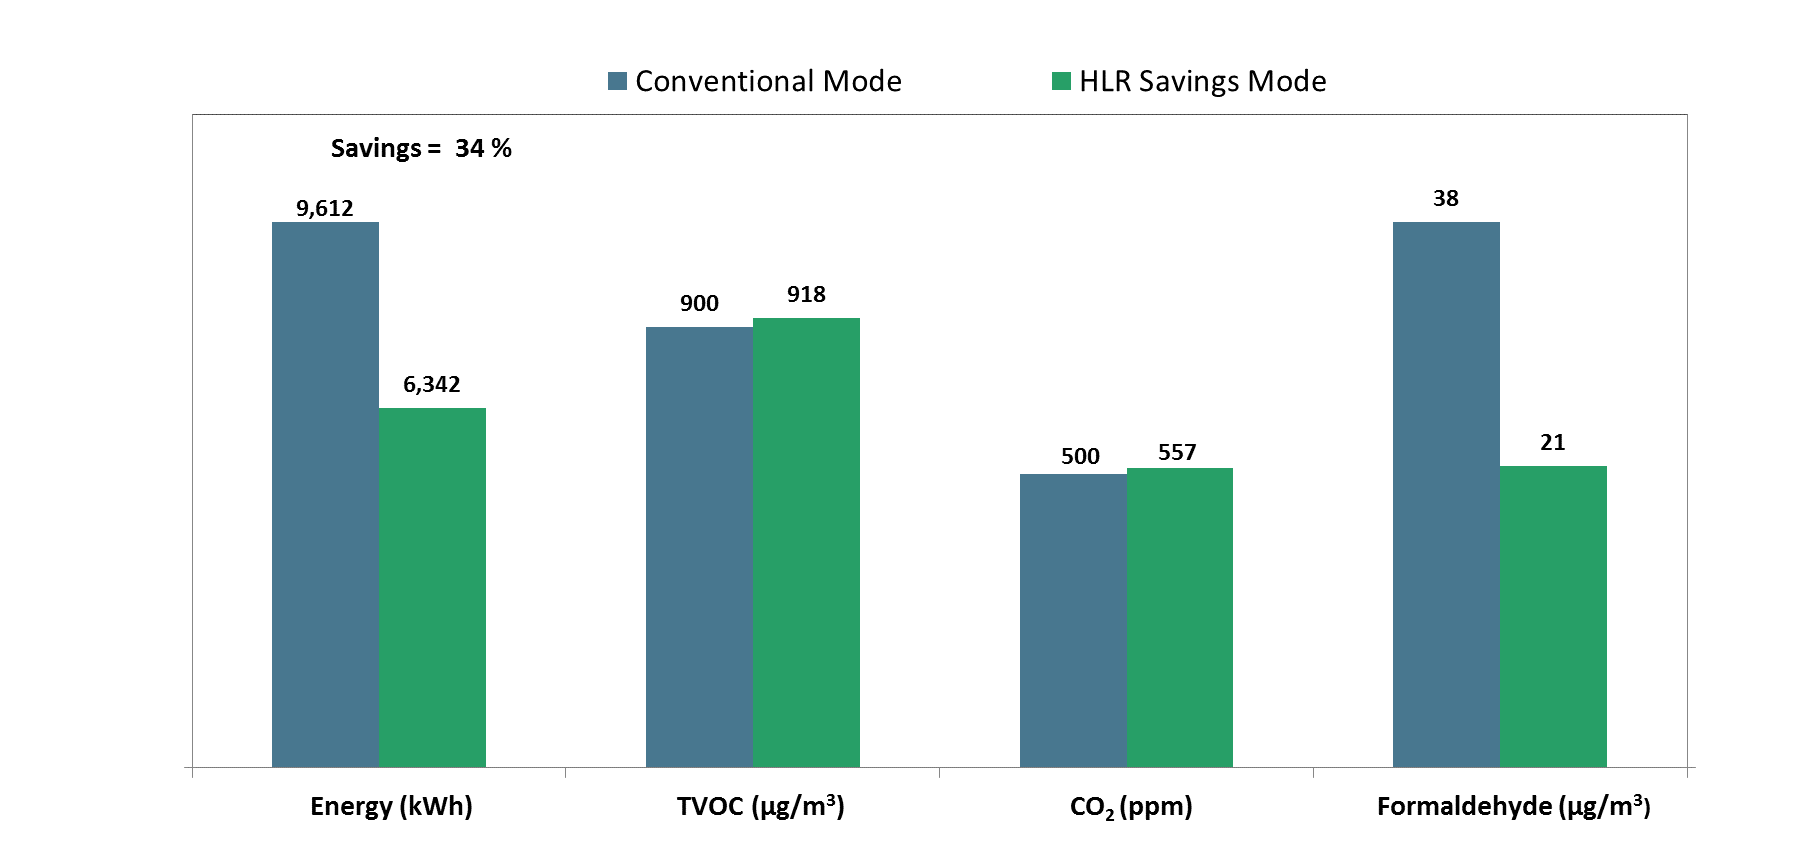 Conventional Mode HLR Savings Mode
Savings = 34 %
9,612
6,342
900
918
500
557
38
21
Energy (kWh)
TVOC (µg/m³)
CO₂ (ppm)
Formaldehyde (µg/m³)